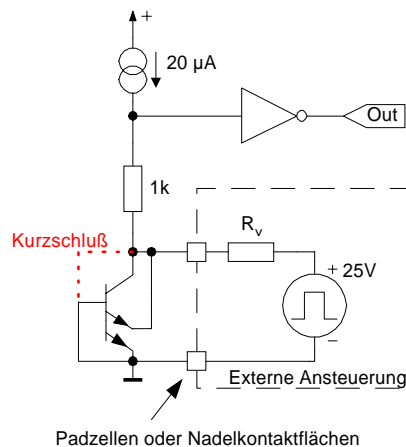 +
20 µA
Out
1k
Kurzschluß
Rv
+ 25V
−
Externe Ansteuerung
Padzellen oder Nadelkontaktflächen